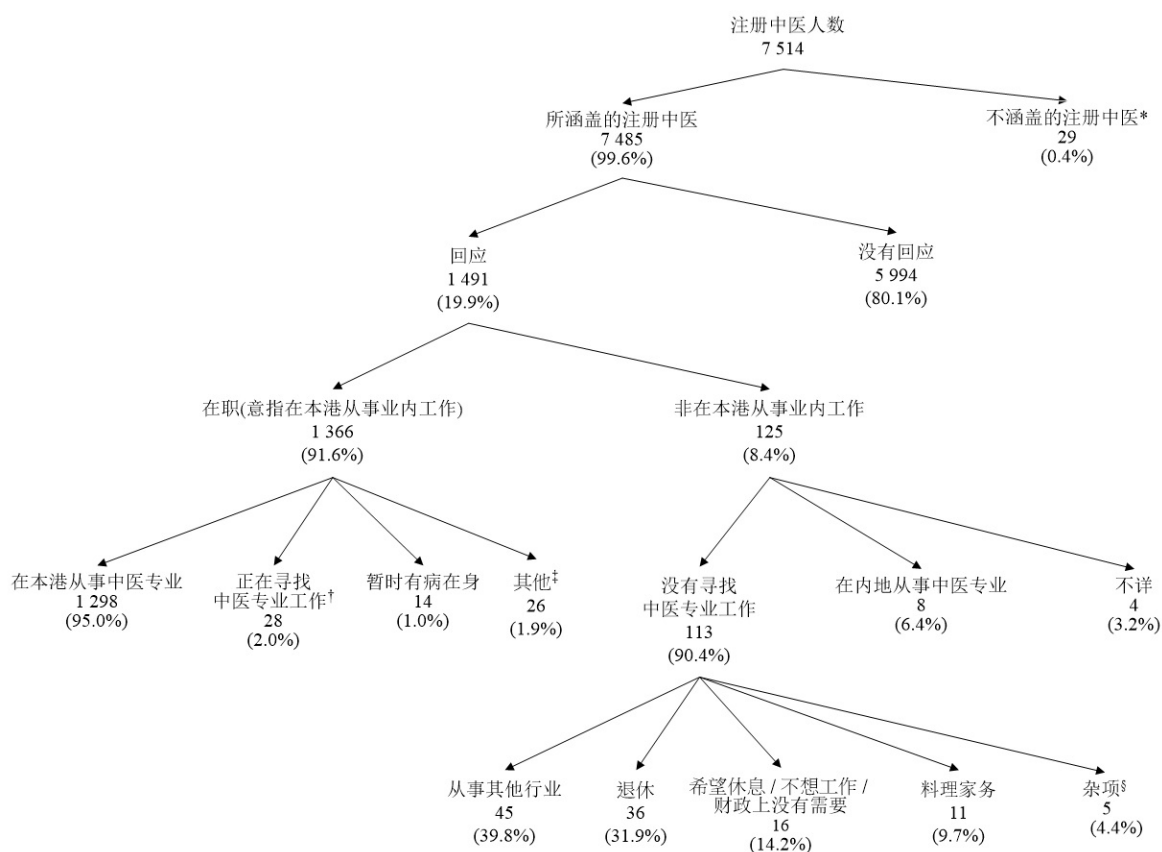 注册中医人数
7 514
所涵盖的注册中医
7 485
(99.6%)
不涵盖的注册中医*
29
(0.4%)
回应
1 491
(19.9%)
没有回应
5 994
(80.1%)
在职(意指在本港从事业内工作)
1 366
(91.6%)
非在本港从事业内工作
125
(8.4%)
在本港从事中医专业
1 298
(95.0%)
正在寻找
中医专业工作†
28
(2.0%)
暂时有病在身
14
(1.0%)
其他‡
26
(1.9%)
没有寻找
中医专业工作
113
(90.4%)
在内地从事中医专业
8
(6.4%)
不详
4
(3.2%)
从事其他行业
45
(39.8%)
退休
36
(31.9%)
希望休息 / 不想工作 /
财政上没有需要
16
(14.2%)
料理家务
11
(9.7%)
杂项§
5
(4.4%)